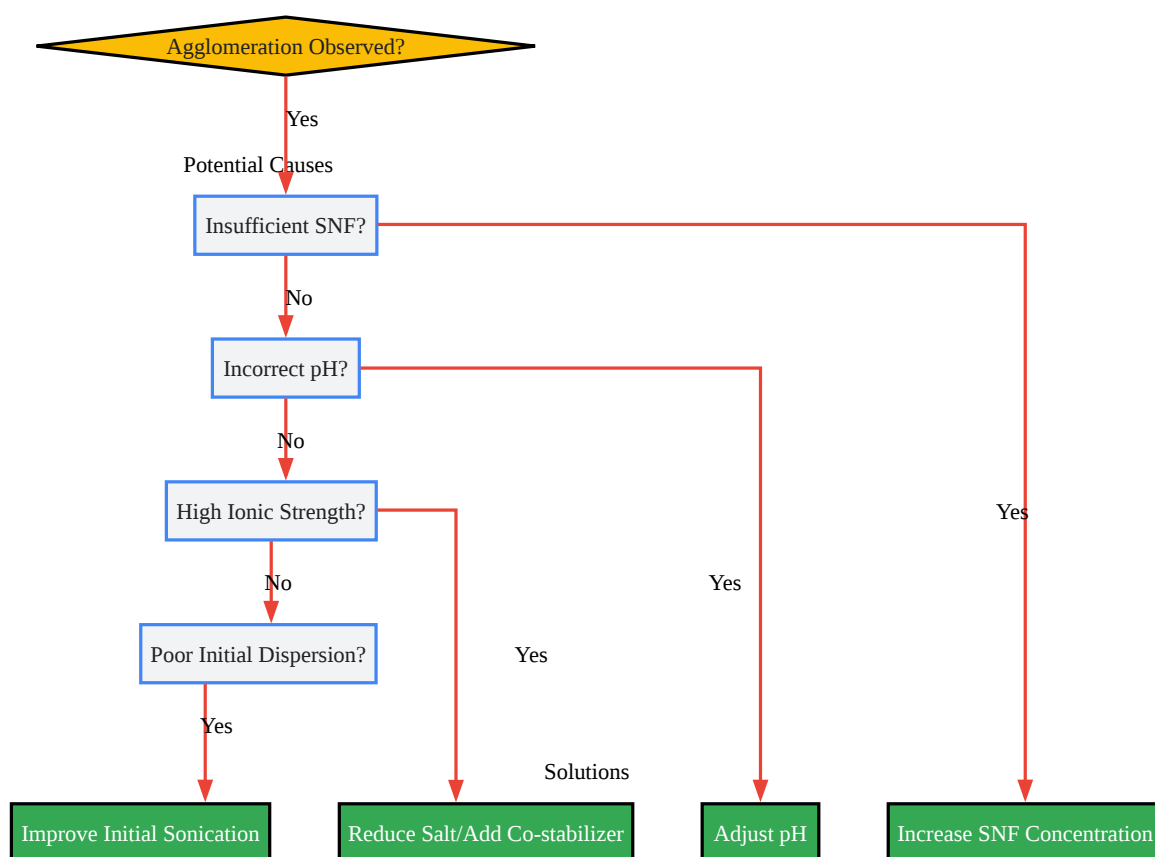 Agglomeration Observed?
Yes
Potential Causes
Insufficient SNF?
No
Incorrect pH?
No
High Ionic Strength?
Yes
No
Yes
Poor Initial Dispersion?
Yes
Yes
Solutions
Improve Initial Sonication
Reduce Salt/Add Co-stabilizer
Adjust pH
Increase SNF Concentration